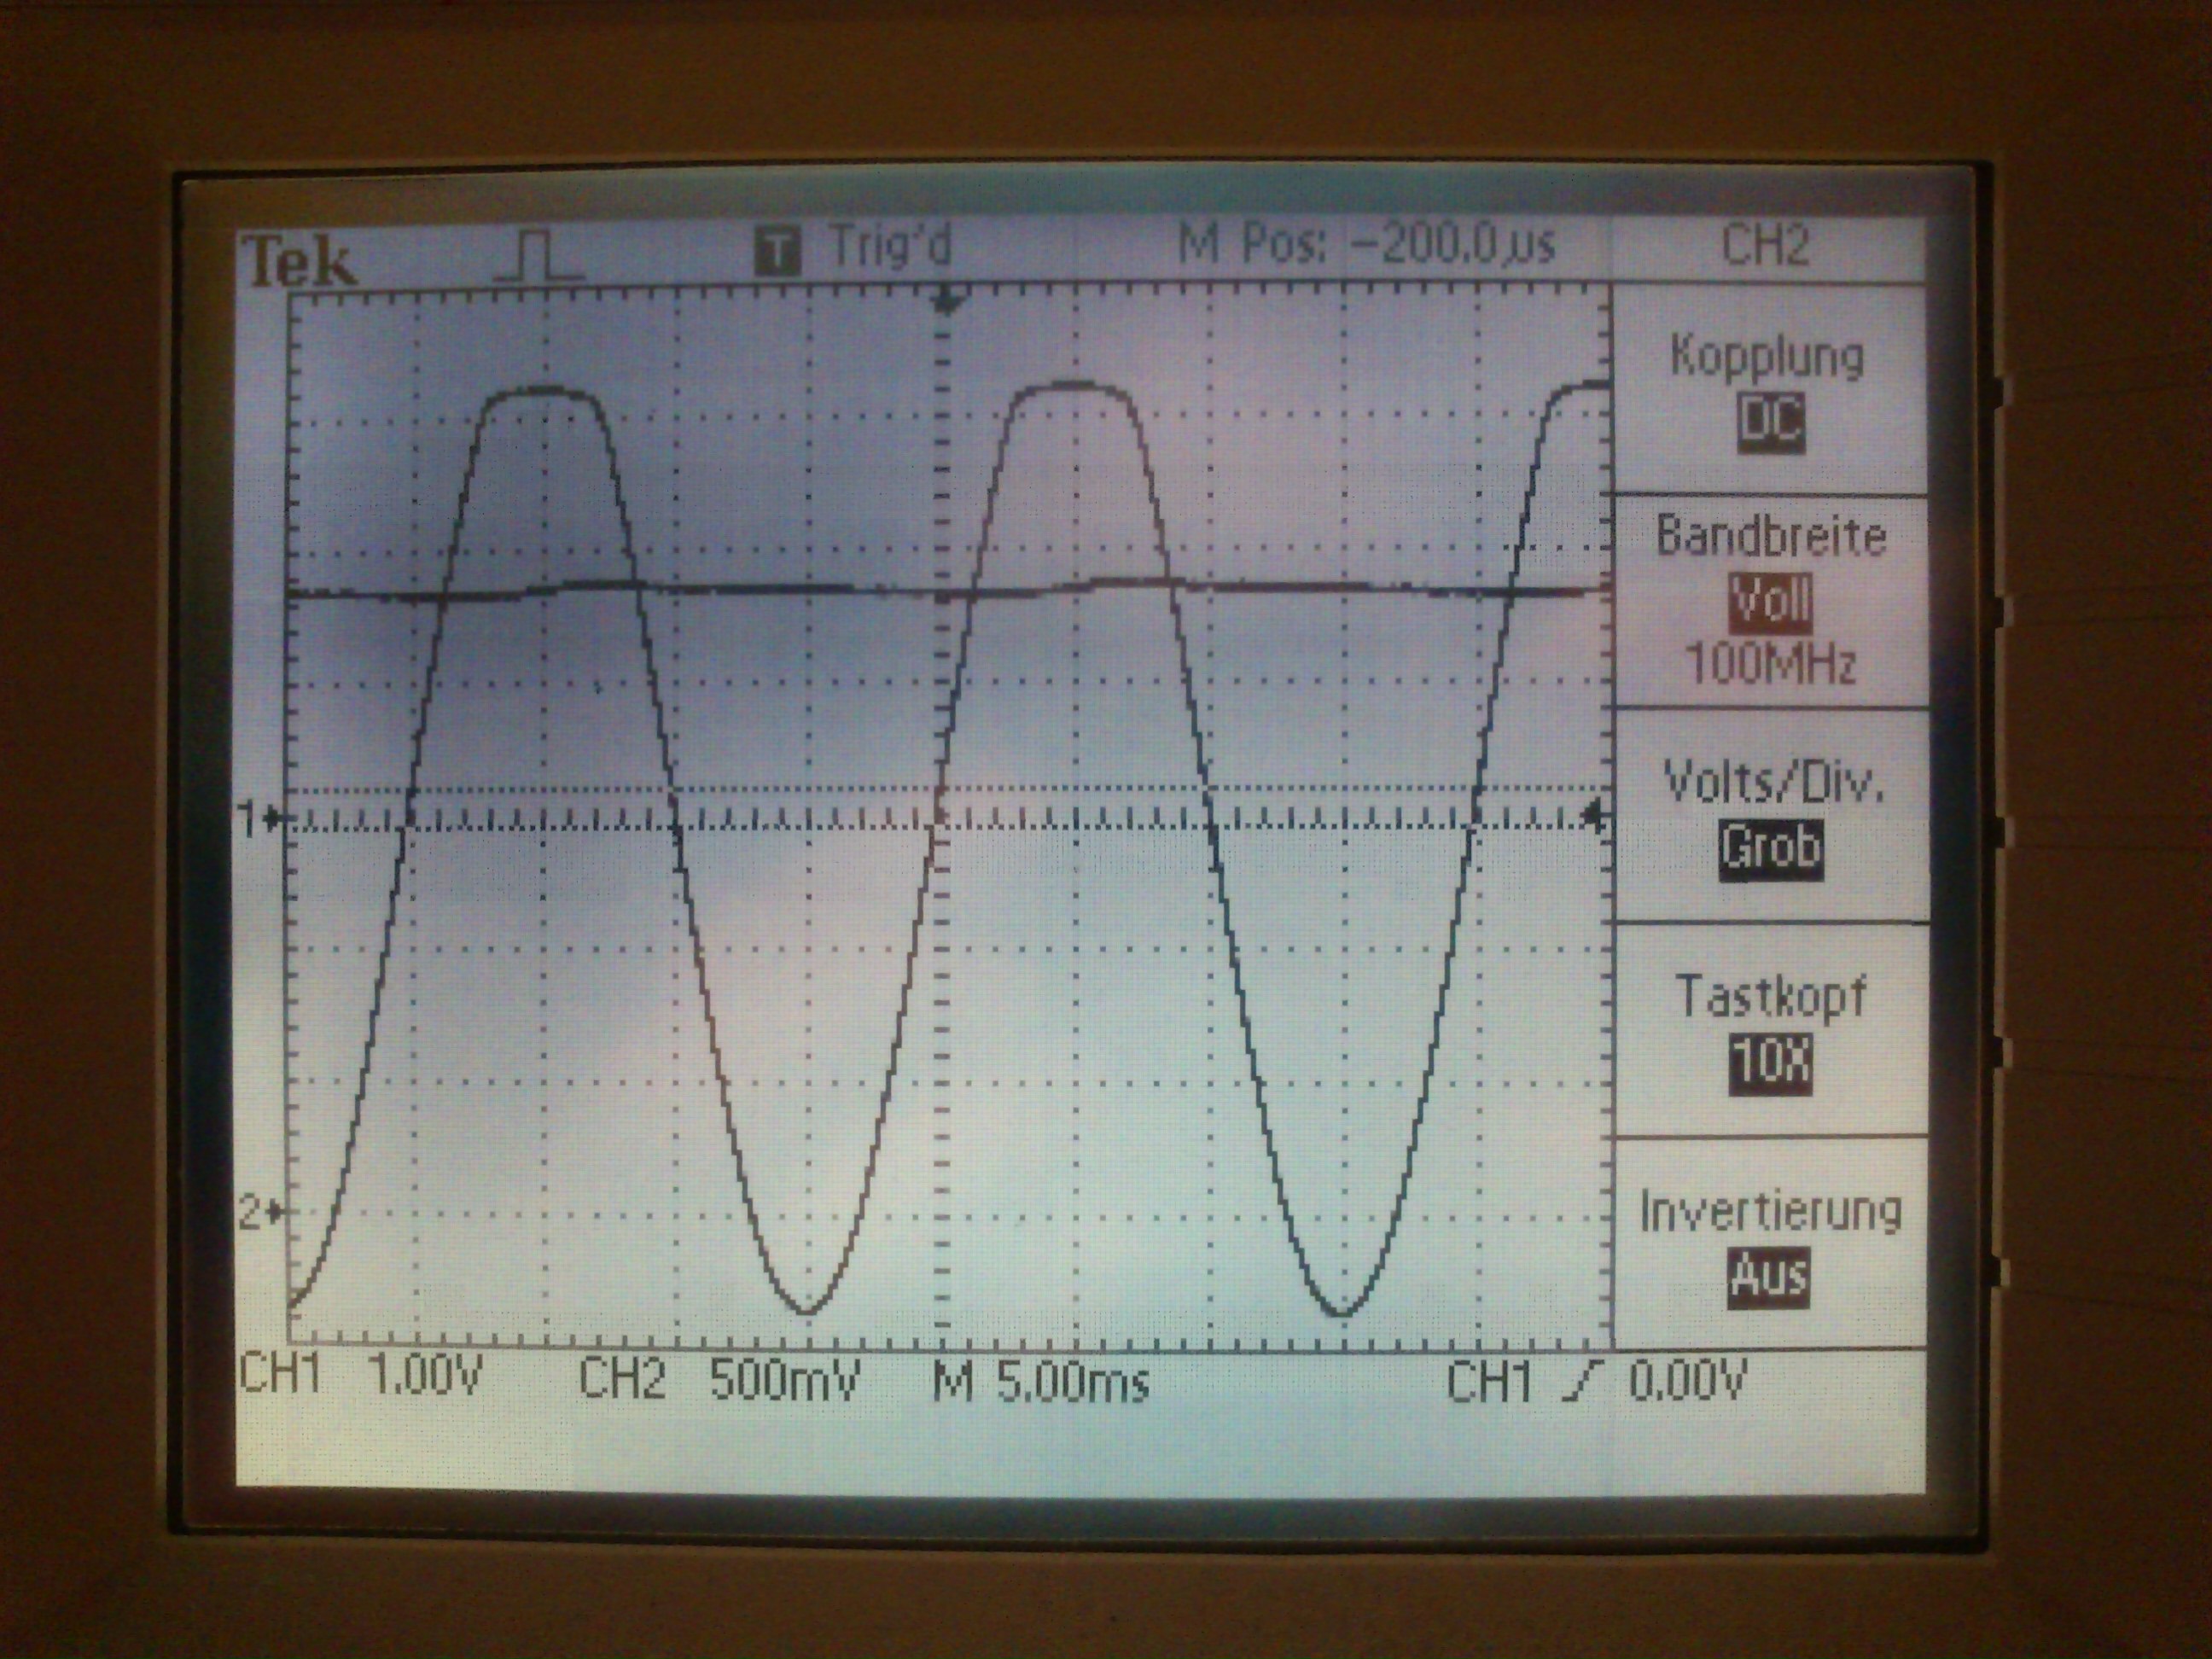 Tek T Trig'd M Pos: -200.0µs CH2
Kopplung
DC
Bandbreite
Voll
100MHz
Volts/Div.
Grob
Tastkopf
10X
Invertierung
Aus
1
2
CH1 1.00V CH2 500mV M 5.00ms CH1 0.00V